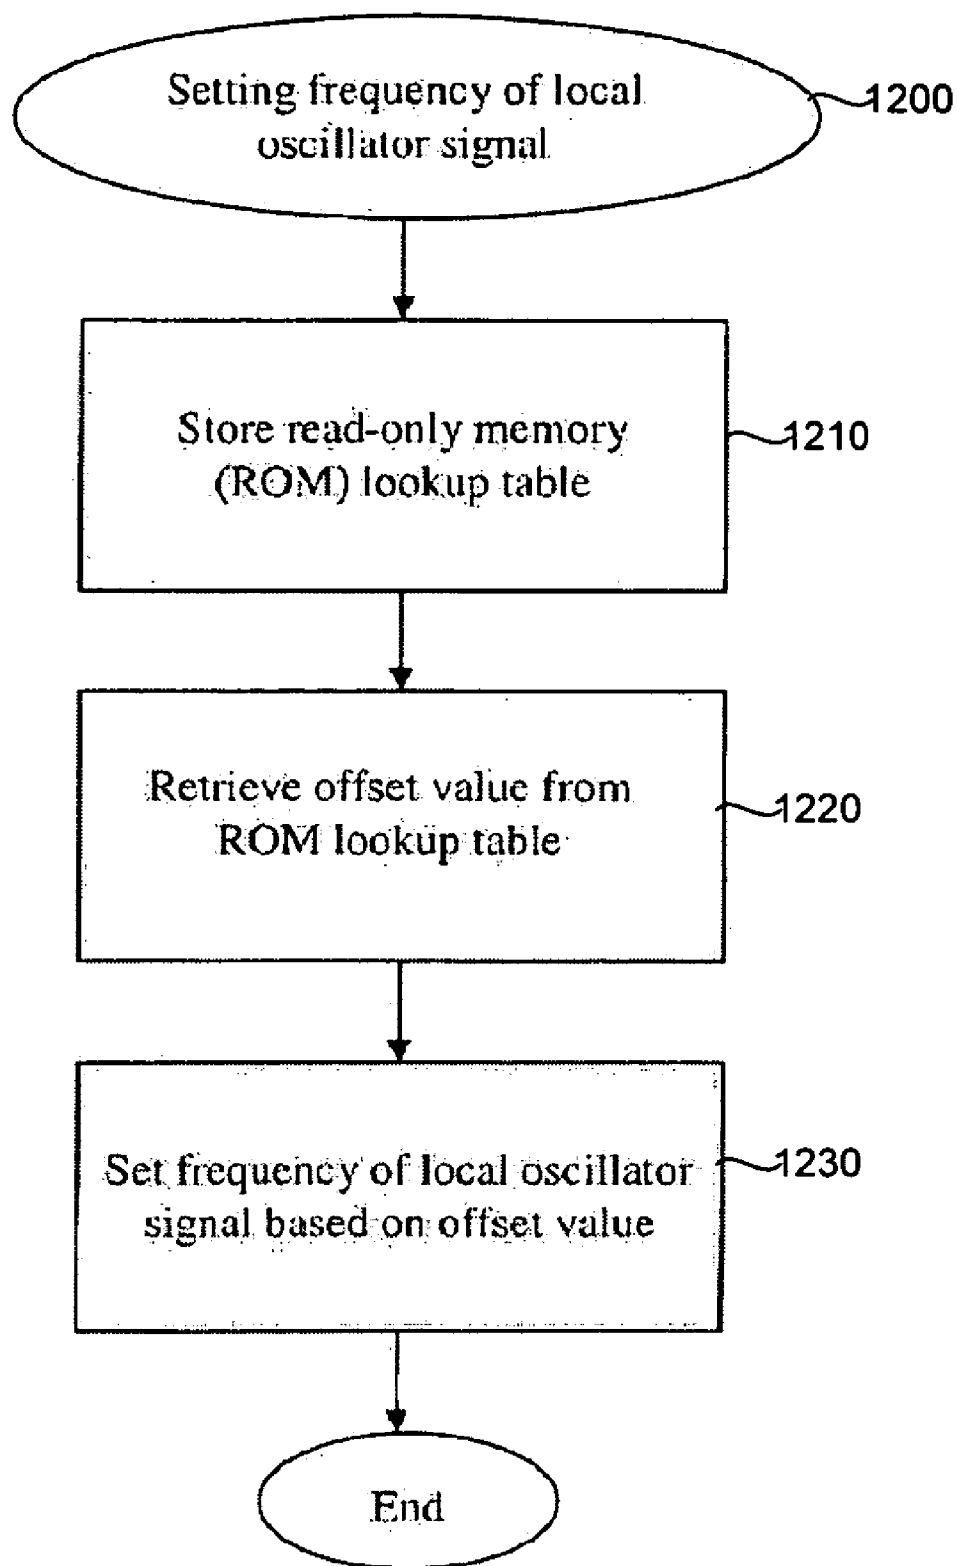 Setting frequency of local
oscillator signal
1200
Store read-only memory
(ROM) lookup table
1210
Retrieve offset value from
ROM lookup table
1220
Set frequency of local oscillator
signal based on offset value
1230
End